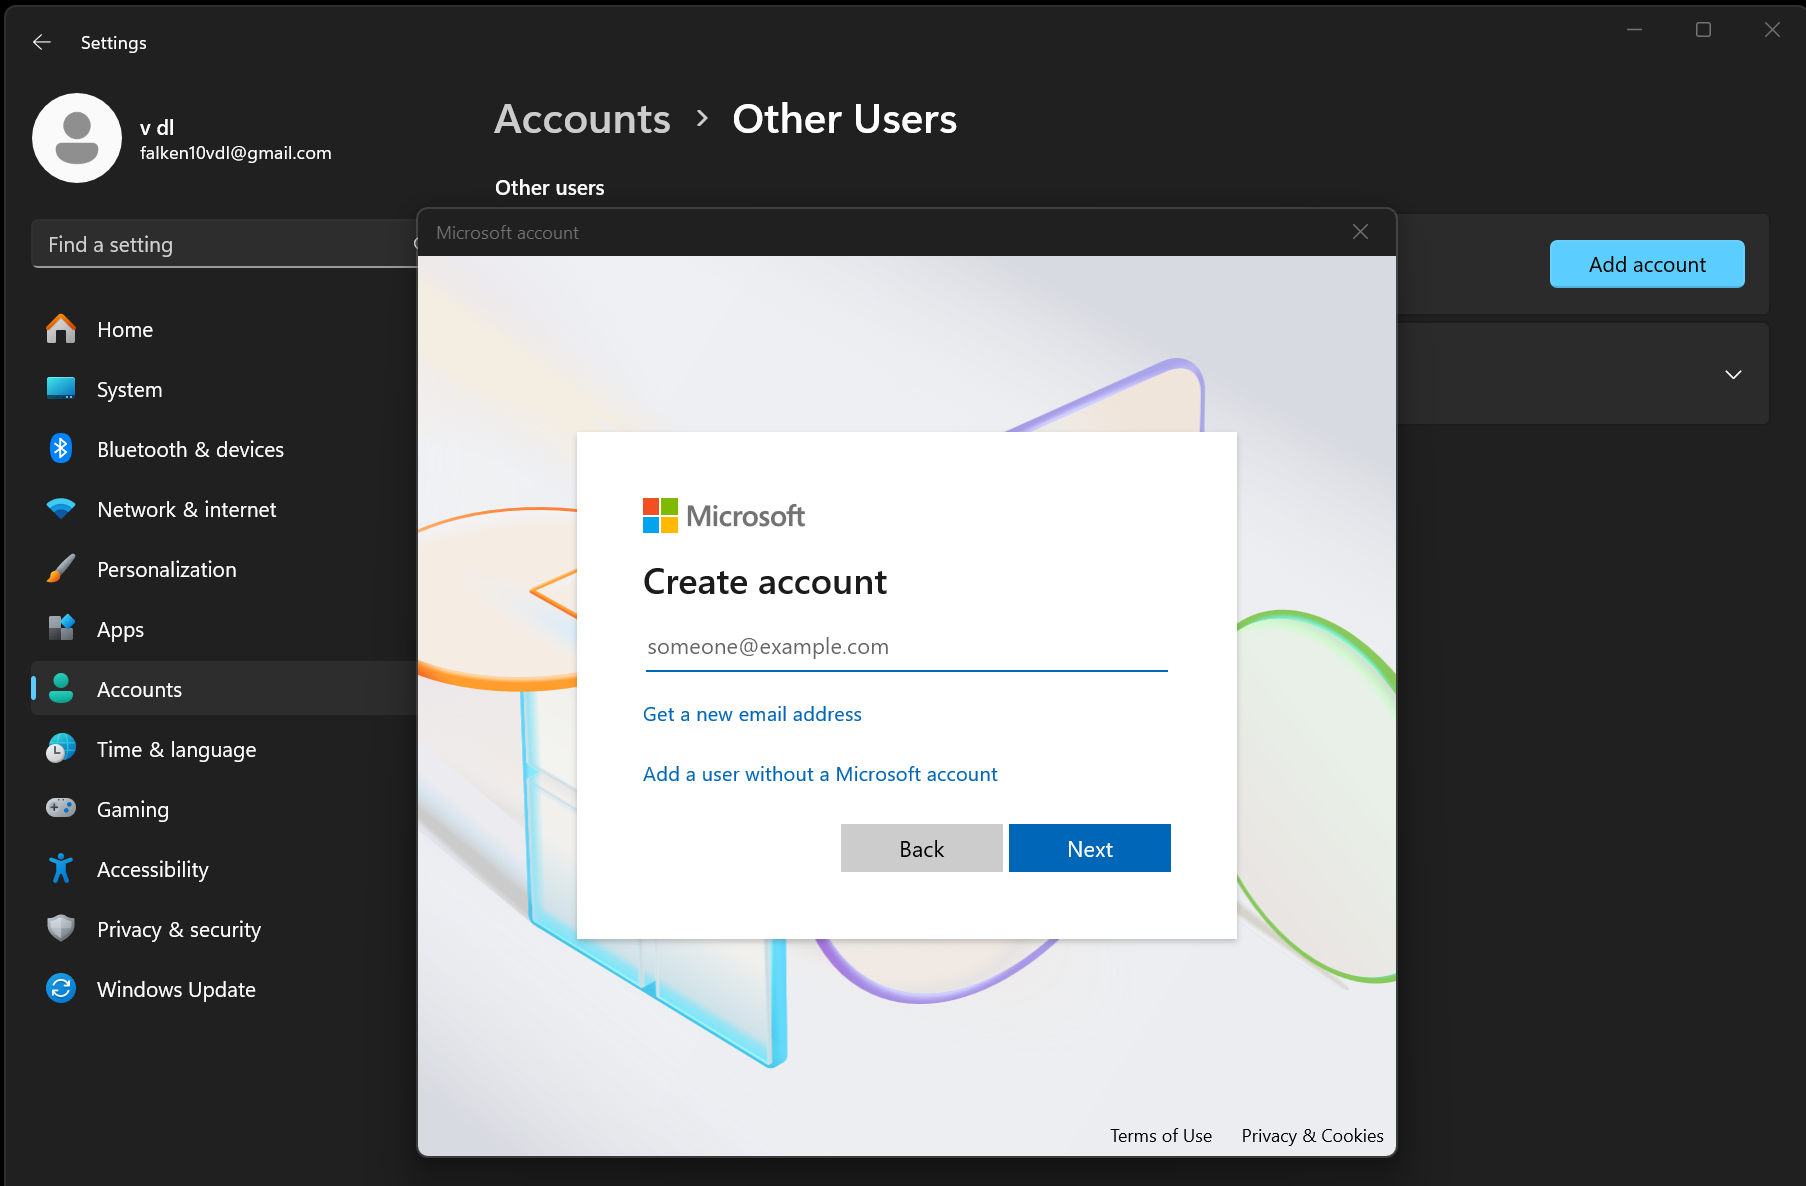 Settings
v dl
falken10vdl@gmail.com
Find a setting
Home
System
Bluetooth & devices
Network & internet
Personalization
Apps
Accounts
Time & language
Gaming
Accessibility
Privacy & security
Windows Update
Accounts > Other Users
Other users
Add account
Microsoft account
Microsoft
Create account
someone@example.com
Get a new email address
Add a user without a Microsoft account
Back
Next
Terms of Use
Privacy & Cookies